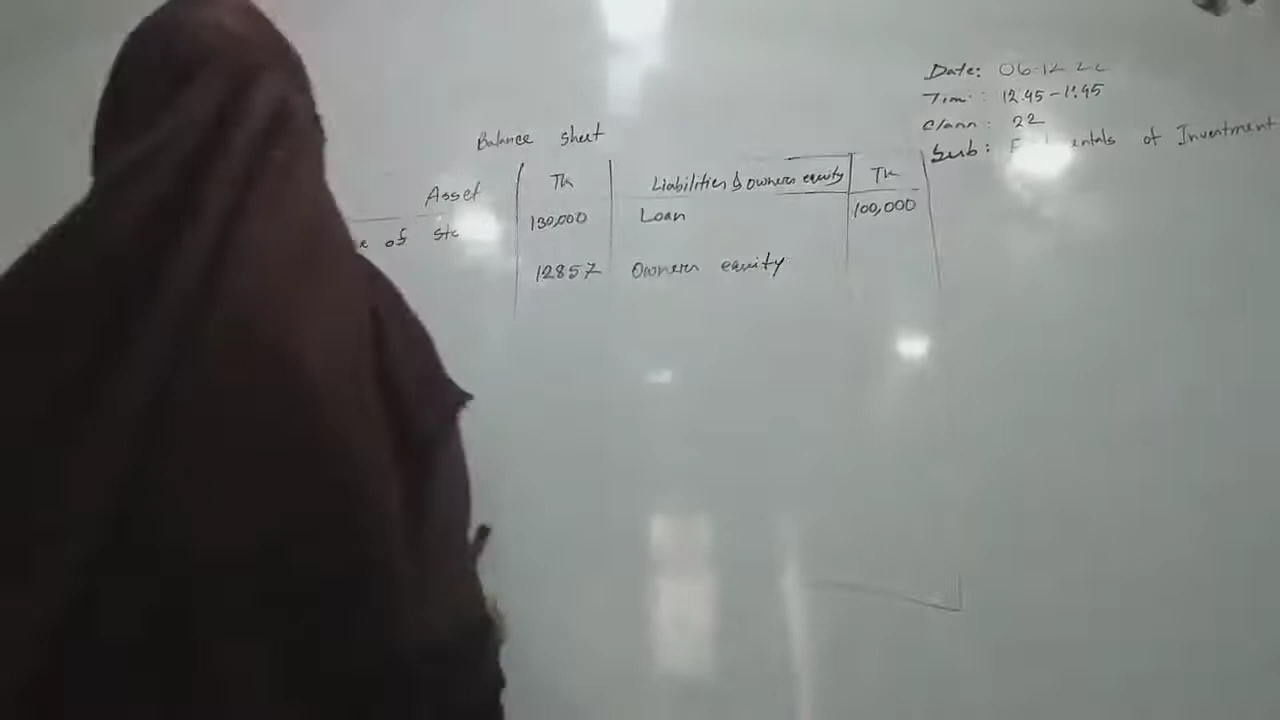 Date: 06.12.22
Time: 12.45-1.45
Class: 22
Sub: of Investment
Balance sheet
Asset Tk Liabilities & owners equity Tk
of 130,000 Loan 100,000
12857 Owners equity